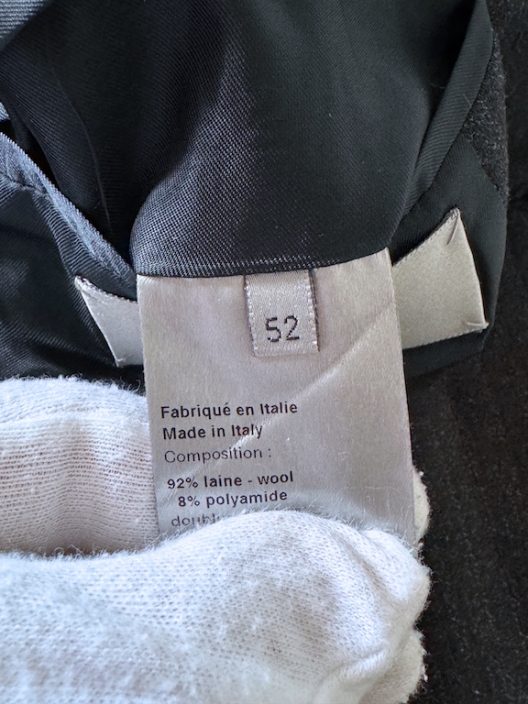 52
Fabriqué en Italie
Made in Italy
Composition :
92% laine - wool
8% polyamide